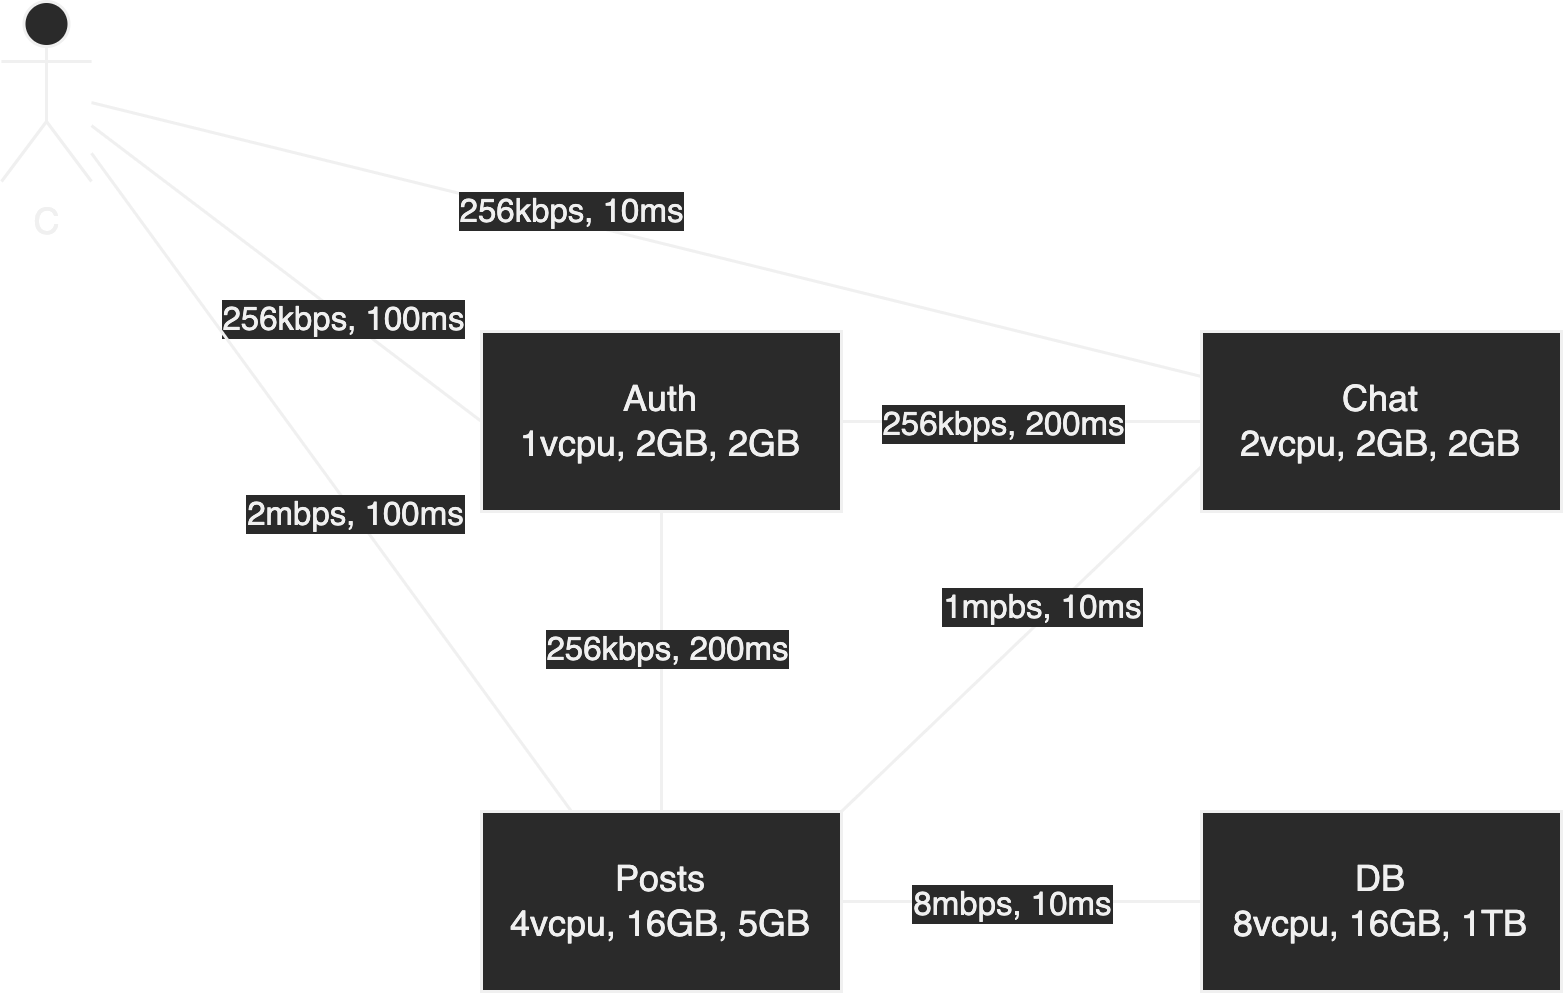 C
256kbps, 10ms
256kbps, 100ms
Auth
1vcpu, 2GB, 2GB
256kbps, 200ms
Chat
2vcpu, 2GB, 2GB
2mbps, 100ms
1mpbs, 10ms
256kbps, 200ms
Posts
4vcpu, 16GB, 5GB
8mbps, 10ms
DB
8vcpu, 16GB, 1TB